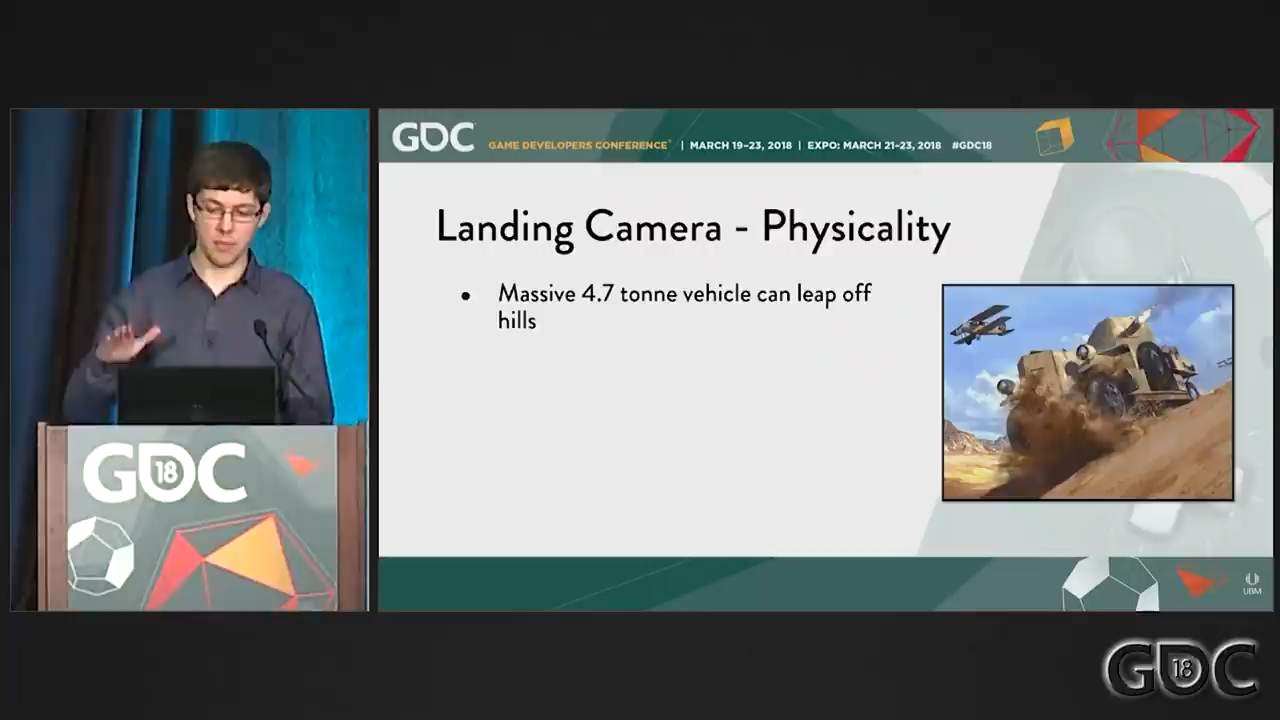 GDC
GAME DEVELOPERS CONFERENCE | MARCH 19–23, 2018 | EXPO: MARCH 21–23, 2018 #GDC18
Landing Camera - Physicality
● Massive 4.7 tonne vehicle can leap off
hills
GDC
18
UBM
GDC
18